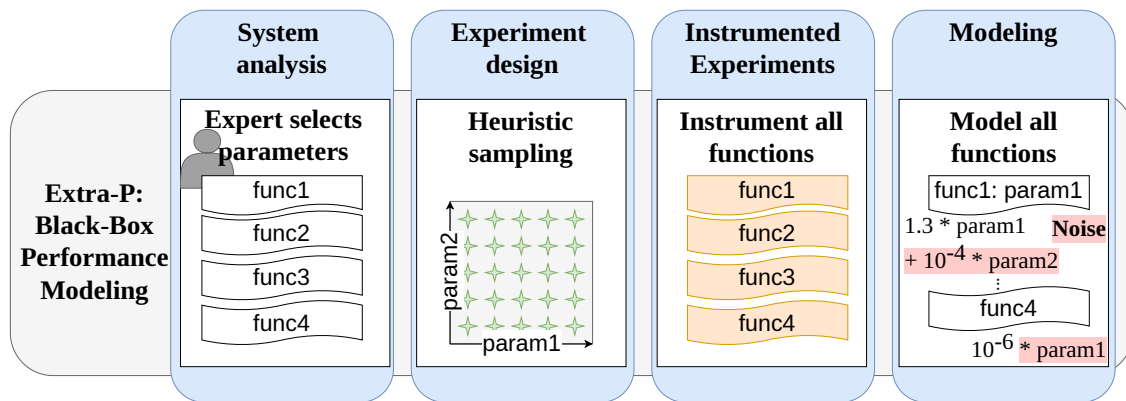 System
analysis
Experiment
design
Instrumented
Experiments
Modeling
Extra-P:
Black-Box
Performance
Modeling
Expert selects
parameters
func1
func2
func3
func4
Heuristic
sampling
param2
param1
Instrument all
functions
func1
func2
func3
func4
Model all
functions
func1: param1
1.3 * param1 Noise
+ 10^-4 * param2
...
func4
10^-6 * param1